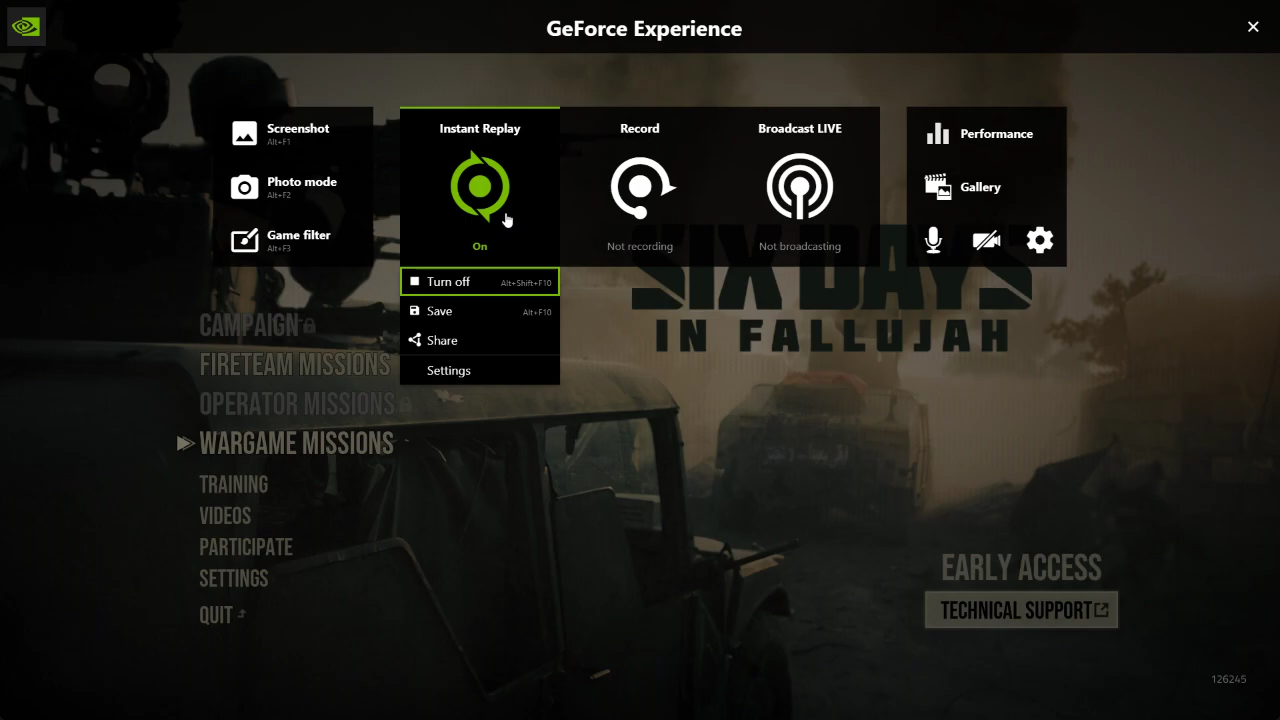 GeForce Experience
Screenshot
Alt+F1
Photo mode
Alt+F2
Game filter
Alt+F3
Instant Replay
On
Record
Not recording
Broadcast LIVE
Not broadcasting
Performance
Gallery
Turn off Alt+Shift+F10
Save Alt+F10
Share
Settings
SIX DAYS
IN FALLUJAH
CAMPAIGN
FIRETEAM MISSIONS
OPERATOR MISSIONS
WARGAME MISSIONS
TRAINING
VIDEOS
PARTICIPATE
SETTINGS
QUIT
EARLY ACCESS
TECHNICAL SUPPORT
126245